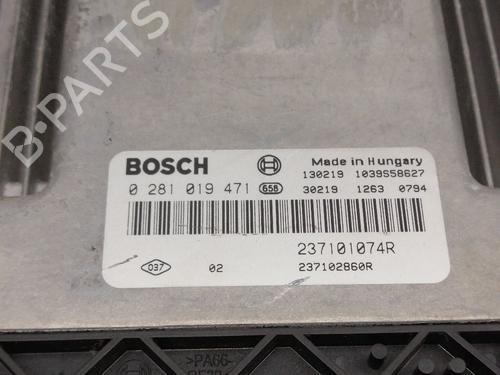 B-PARTS
BOSCH Made in Hungary
130219 1039S58627
0 281 019 471 658 30219 1263 0794
237101074R
037 02 237102860R
>PA66-